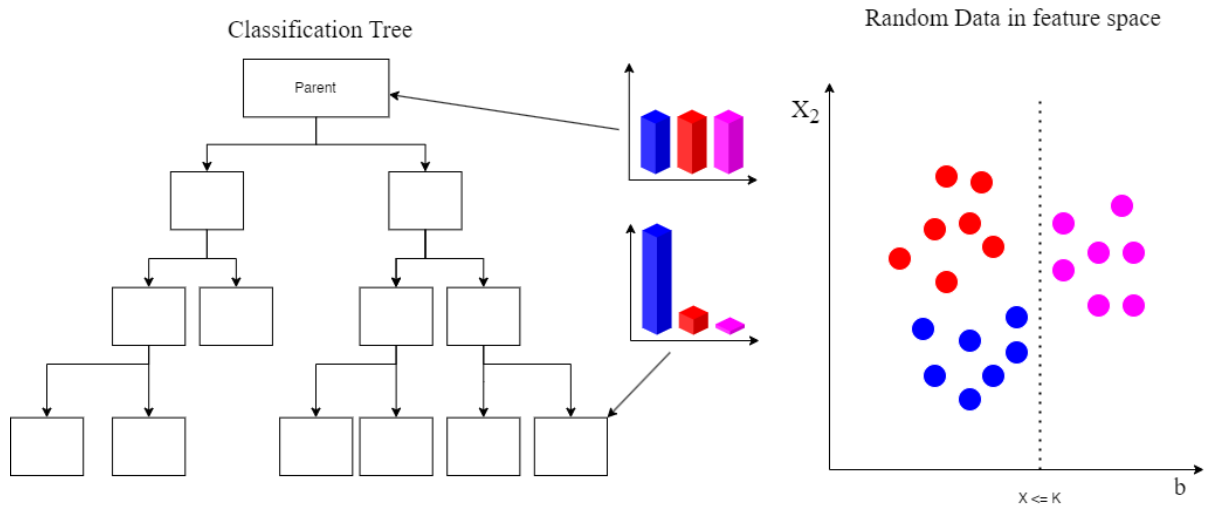 Classification Tree
Parent
Random Data in feature space
X2
b
X <= K